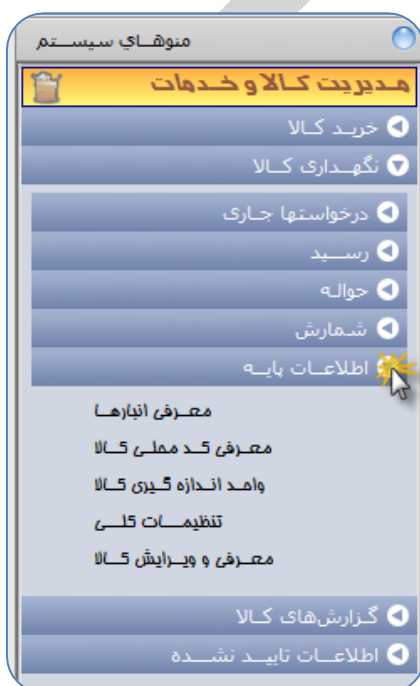 منوهاي سيستم
مديريت كالا و خدمات
خريد كالا
نگهداری كالا
درخواستها جاری
رسيد
حواله
شمارش
اطلاعات پايه
معرفی انبارها
معرفی كد محلی كالا
واحد اندازه گيری كالا
تنظيمات كلی
معرفی و ويرايش كالا
گزارش‌های كالا
اطلاعات تاييد نشده